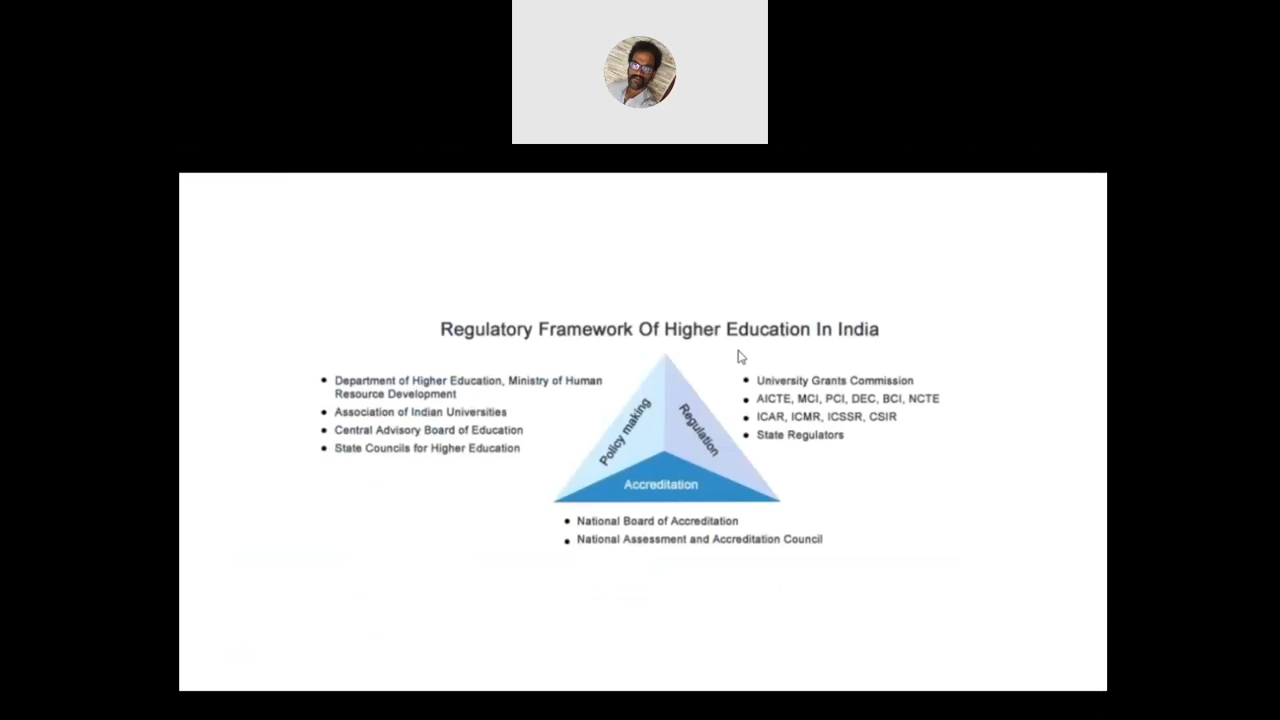 Regulatory Framework Of Higher Education In India
Department of Higher Education, Ministry of Human
Resource Development
Association of Indian Universities
Central Advisory Board of Education
State Councils for Higher Education
Policy making
Regulation
Accreditation
University Grants Commission
AICTE, MCI, PCI, DEC, BCI, NCTE
ICAR, ICMR, ICSSR, CSIR
State Regulators
National Board of Accreditation
National Assessment and Accreditation Council